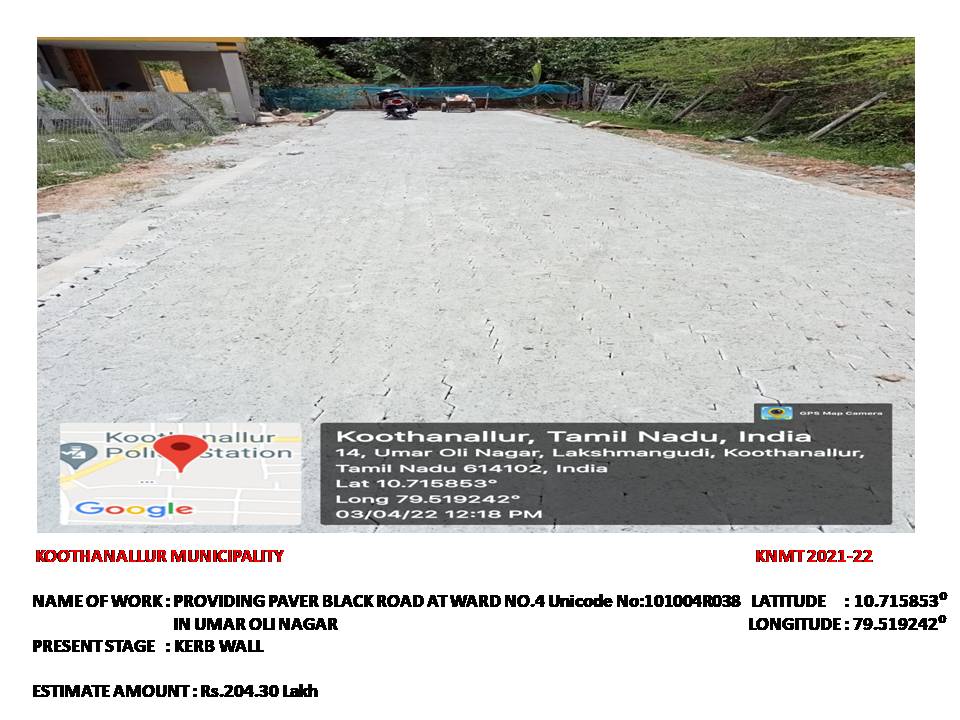 GPS Map Camera
Koothanallur
Police Station
Google
Koothanallur, Tamil Nadu, India
14, Umar Oli Nagar, Lakshmangudi, Koothanallur,
Tamil Nadu 614102, India
Lat 10.715853°
Long 79.519242°
03/04/22 12:18 PM
KOOTHANALLUR MUNICIPALITY KNMT 2021-22
NAME OF WORK : PROVIDING PAVER BLACK ROAD AT WARD NO.4 Unicode No:101004R038 LATITUDE : 10.715853⁰
IN UMAR OLI NAGAR LONGITUDE : 79.519242⁰
PRESENT STAGE : KERB WALL
ESTIMATE AMOUNT : Rs.204.30 Lakh